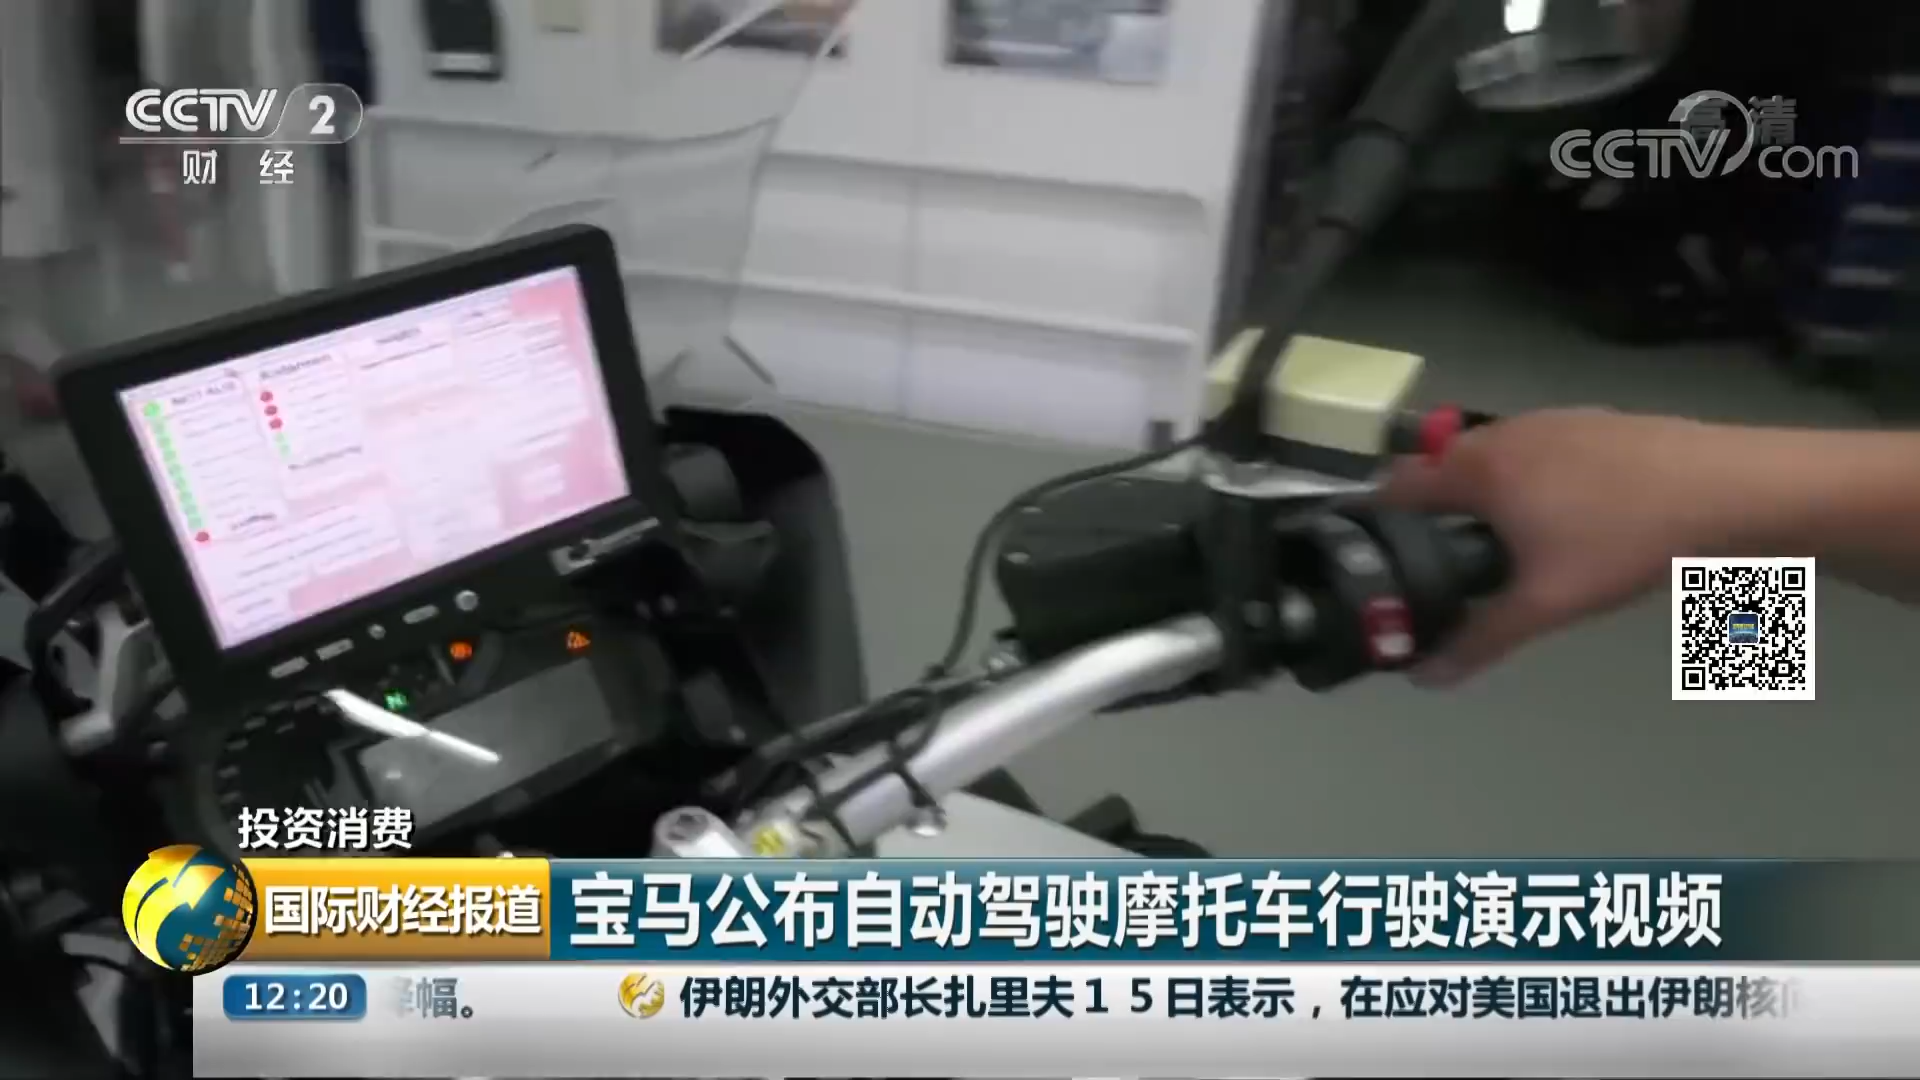 CCTV 2
财 经
高清
CCTV com
投资消费
国际财经报道
宝马公布自动驾驶摩托车行驶演示视频
12:20
降幅。 伊朗外交部长扎里夫15日表示，在应对美国退出伊朗核